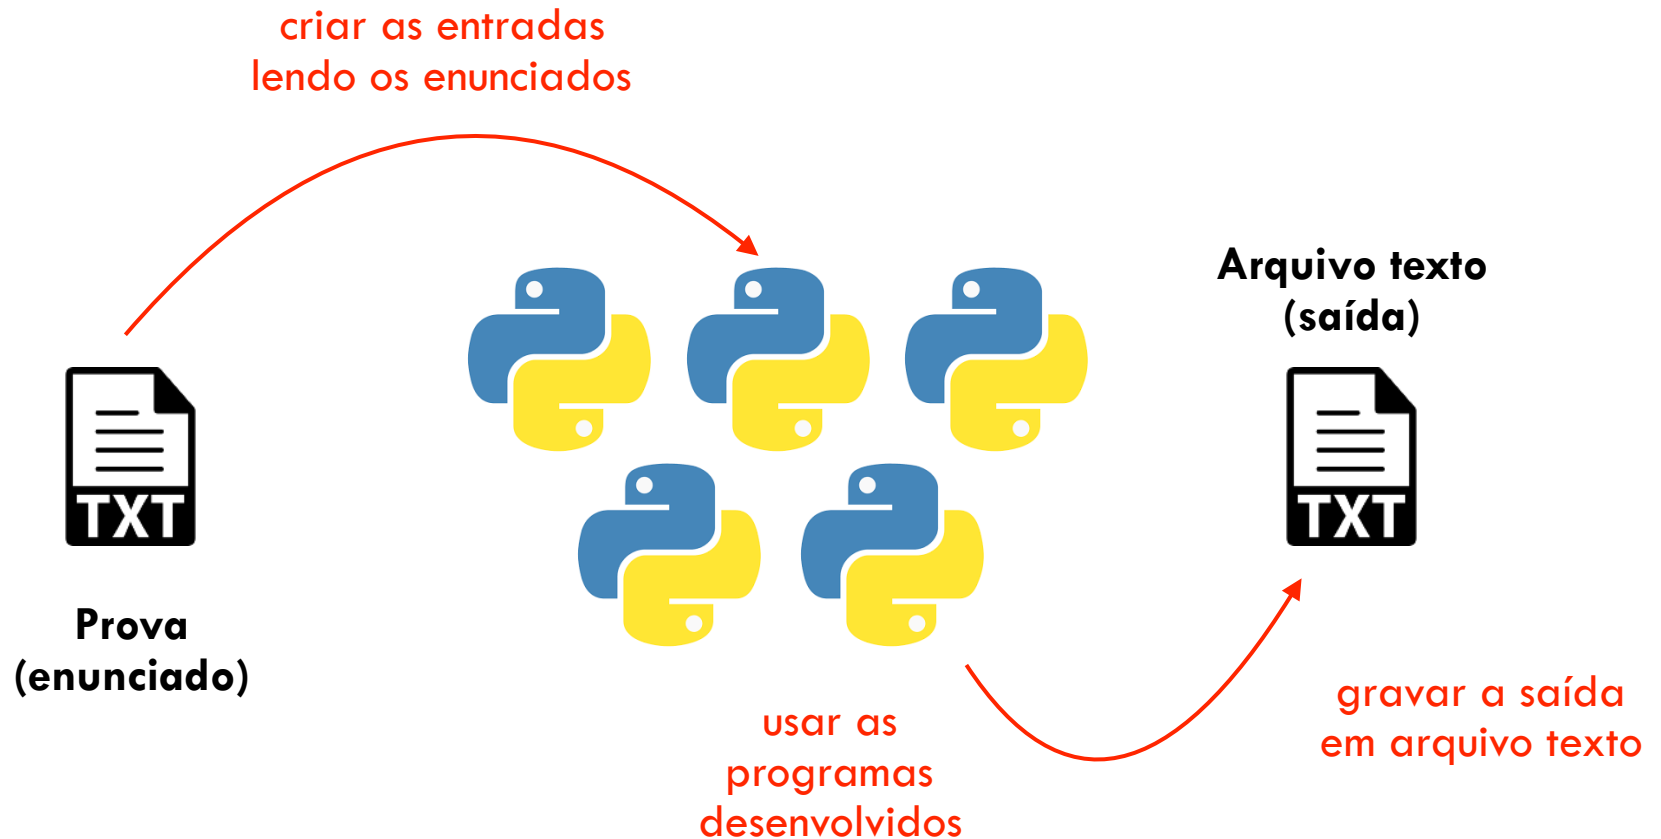 criar as entradas
lendo os enunciados
TXT
Prova
(enunciado)
usar as
programas
desenvolvidos
Arquivo texto
(saída)
TXT
gravar a saída
em arquivo texto